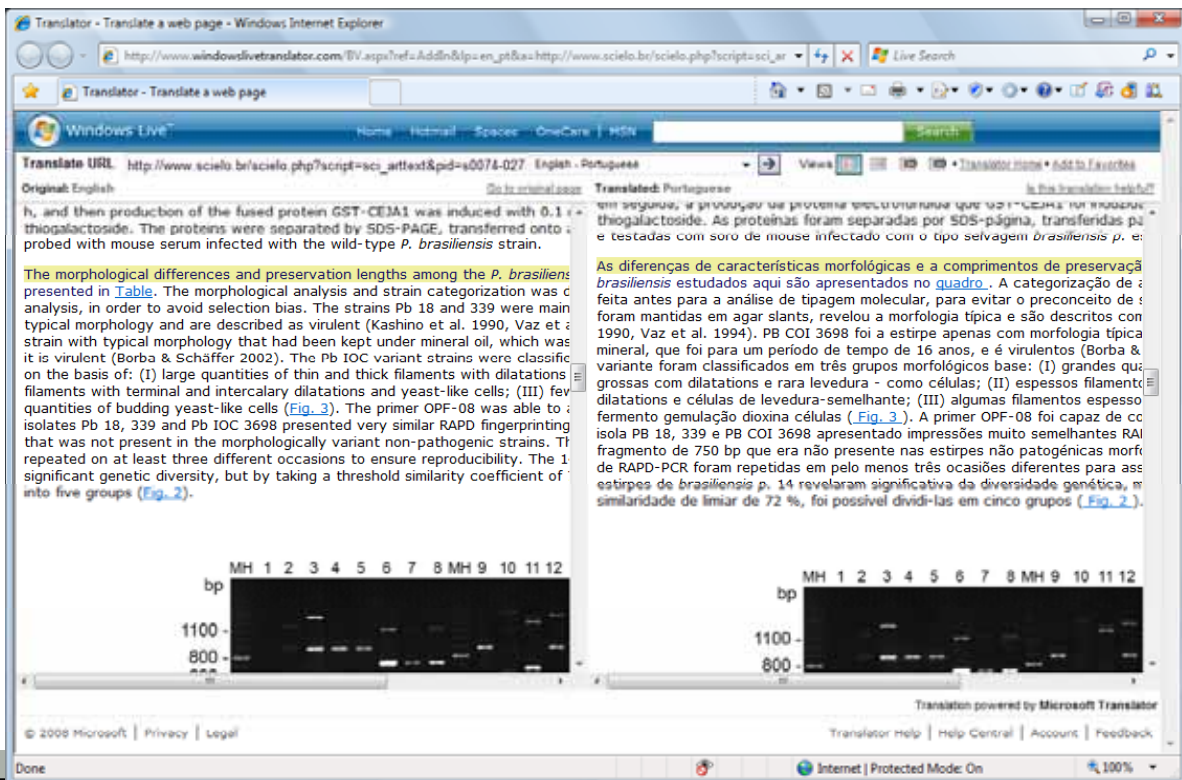 Translator - Translate a web page - Windows Internet Explorer
http://www.windowslivetranslator.com/BV.aspx?ref=AddIn&lp=en_pt&a=http://www.scielo.br/scielo.php?script=sci_ar
Live Search
Translator - Translate a web page
Windows Live™
Home Hotmail Spaces OneCare | MSN
Search
Translate URL http://www.scielo.br/scielo.php?script=sci_arttext&pid=s0074-027 English - Portuguese
Views • Translator Home • Add to Favorites
Original: English
Go to original page
h, and then production of the fused protein GST-CEJA1 was induced with 0.1
thiogalactoside. The proteins were separated by SDS-PAGE, transferred onto
probed with mouse serum infected with the wild-type P. brasiliensis strain.
The morphological differences and preservation lengths among the P. brasiliens
presented in Table. The morphological analysis and strain categorization was
analysis, in order to avoid selection bias. The strains Pb 18 and 339 were main
typical morphology and are described as virulent (Kashino et al. 1990, Vaz et
strain with typical morphology that had been kept under mineral oil, which was
it is virulent (Borba & Schäffer 2002). The Pb IOC variant strains were classific
on the basis of: (I) large quantities of thin and thick filaments with dilatations
filaments with terminal and intercalary dilatations and yeast-like cells; (III) few
quantities of budding yeast-like cells (Fig. 3). The primer OPF-08 was able to
isolates Pb 18, 339 and Pb IOC 3698 presented very similar RAPD fingerprinting
that was not present in the morphologically variant non-pathogenic strains. Th
repeated on at least three different occasions to ensure reproducibility. The 1
significant genetic diversity, but by taking a threshold similarity coefficient of
into five groups (Fig. 2).
MH 1 2 3 4 5 6 7 8 MH 9 10 11 12
bp
1100 -
800 -
Translated: Portuguese
Is this translation helpful?
em seguida, a produção da proteína electrofundida que GST-CEJA1 foi induzid
thiogalactoside. As proteínas foram separadas por SDS-página, transferidas pa
e testadas com soro de mouse infectado com o tipo selvagem brasiliensis p. e
As diferenças de características morfológicas e a comprimentos de preservaçã
brasiliensis estudados aqui são apresentados no quadro . A categorização de
feita antes para a análise de tipagem molecular, para evitar o preconceito de
foram mantidas em agar slants, revelou a morfologia típica e são descritos com
1990, Vaz et al. 1994). PB COI 3698 foi a estirpe apenas com morfologia típica
mineral, que foi para um período de tempo de 16 anos, e é virulentos (Borba &
variante foram classificados em três grupos morfológicos base: (I) grandes qua
grossas com dilatations e rara levedura - como células; (II) espessos filamento
dilatations e células de levedura-semelhante; (III) algumas filamentos espesso
fermento gemulação dioxina células ( Fig. 3 ). A primer OPF-08 foi capaz de co
isola PB 18, 339 e PB COI 3698 apresentado impressões muito semelhantes RA
fragmento de 750 bp que era não presente nas estirpes não patogénicas morfo
de RAPD-PCR foram repetidas em pelo menos três ocasiões diferentes para ass
estirpes de brasiliensis p. 14 revelaram significativa da diversidade genética, m
similaridade de limiar de 72 %, foi possível dividi-las em cinco grupos ( Fig. 2 ).
MH 1 2 3 4 5 6 7 8 MH 9 10 11 12
bp
1100 -
800 -
Translation powered by Microsoft Translator
© 2008 Microsoft | Privacy | Legal
Translator Help | Help Central | Account | Feedback
Done
Internet | Protected Mode: On
100%